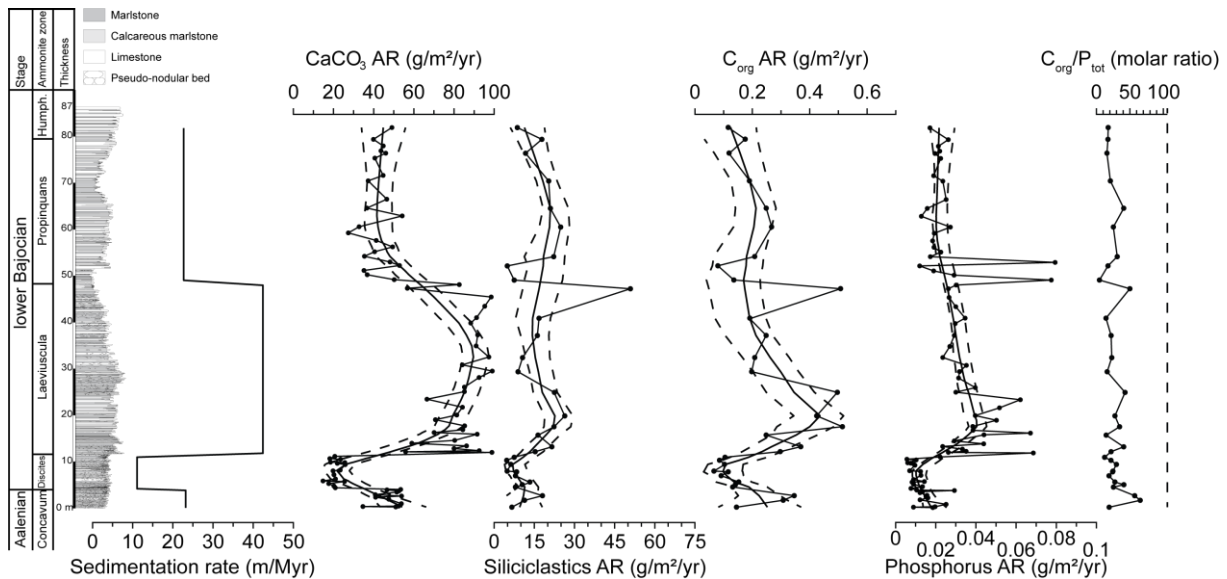 Stage
Ammonite zone
Thickness
Marlstone
Calcareous marlstone
Limestone
Pseudo-nodular bed
CaCO₃ AR (g/m²/yr)
0 20 40 60 80 100
C_org AR (g/m²/yr)
0 0.2 0.4 0.6
C_org/P_tot (molar ratio)
0 50 100
lower Bajocian
Aalenian
Humph.
Propinquans
Laeviuscula
Discites
Concavum
87
80
70
60
50
40
30
20
10
0 m
0 10 20 30 40 50
Sedimentation rate (m/Myr)
0 15 30 45 60 75
Siliciclastics AR (g/m²/yr)
0 0.02 0.04 0.06 0.08 0.1
Phosphorus AR (g/m²/yr)